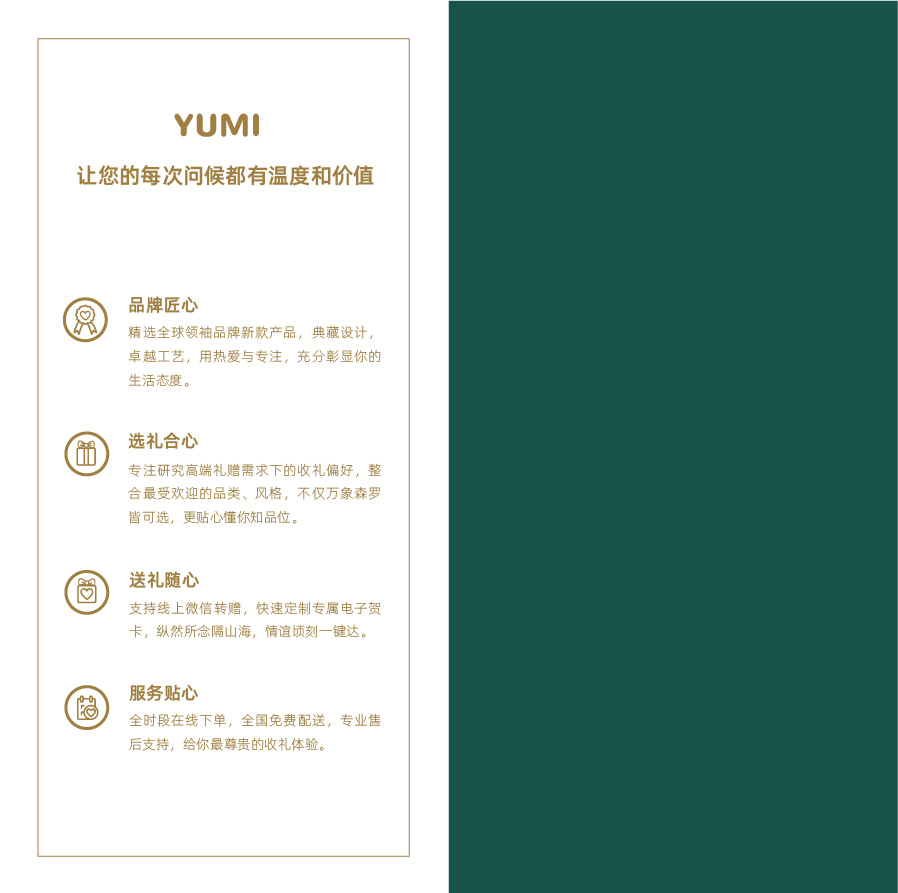 YUMI
让您的每次问候都有温度和价值
品牌匠心
精选全球领袖品牌新款产品，典藏设计，
卓越工艺，用热爱与专注，充分彰显你的
生活态度。
选礼合心
专注研究高端礼赠需求下的收礼偏好，整
合最受欢迎的品类、风格，不仅万象森罗
皆可选，更贴心懂你知品位。
送礼随心
支持线上微信转赠，快速定制专属电子贺
卡，纵然所念隔山海，情谊顷刻一键达。
服务贴心
全时段在线下单，全国免费配送，专业售
后支持，给你最尊贵的收礼体验。